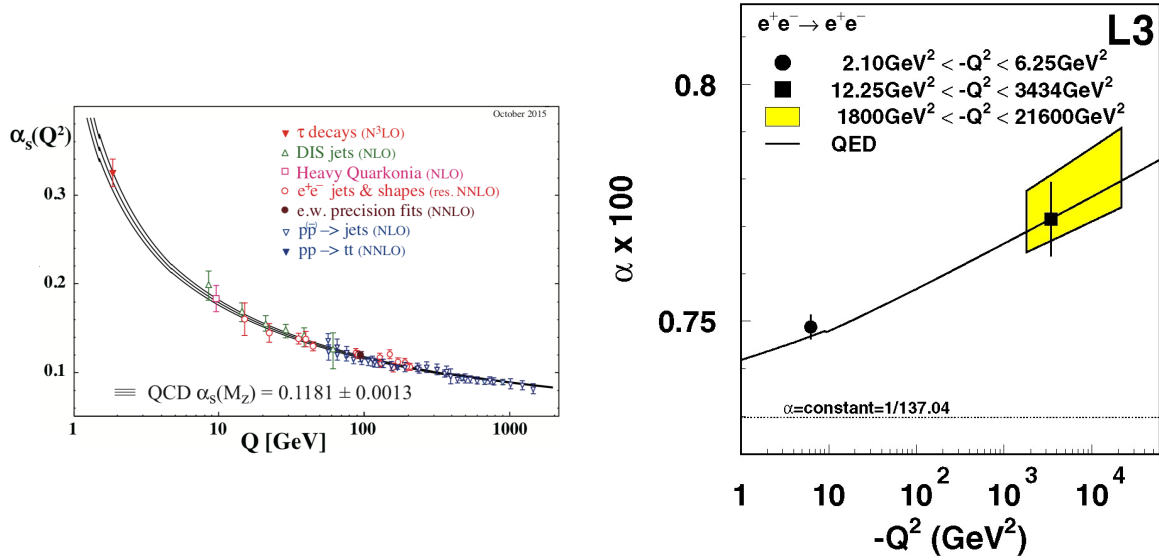 October 2015
αs(Q²)
τ decays (N³LO)
DIS jets (NLO)
Heavy Quarkonia (NLO)
e⁺e⁻ jets & shapes (res. NNLO)
e.w. precision fits (NNLO)
p(p̄) –> jets (NLO)
pp –> tt (NNLO)
0.3
0.2
0.1
QCD αs(Mz) = 0.1181 ± 0.0013
1 10 100 1000
Q [GeV]
e⁺e⁻→ e⁺e⁻
L3
2.10GeV² < -Q² < 6.25GeV²
12.25GeV² < -Q² < 3434GeV²
1800GeV² < -Q² < 21600GeV²
QED
0.8
0.75
α x 100
α=constant=1/137.04
1 10 10² 10³ 10⁴
-Q² (GeV²)